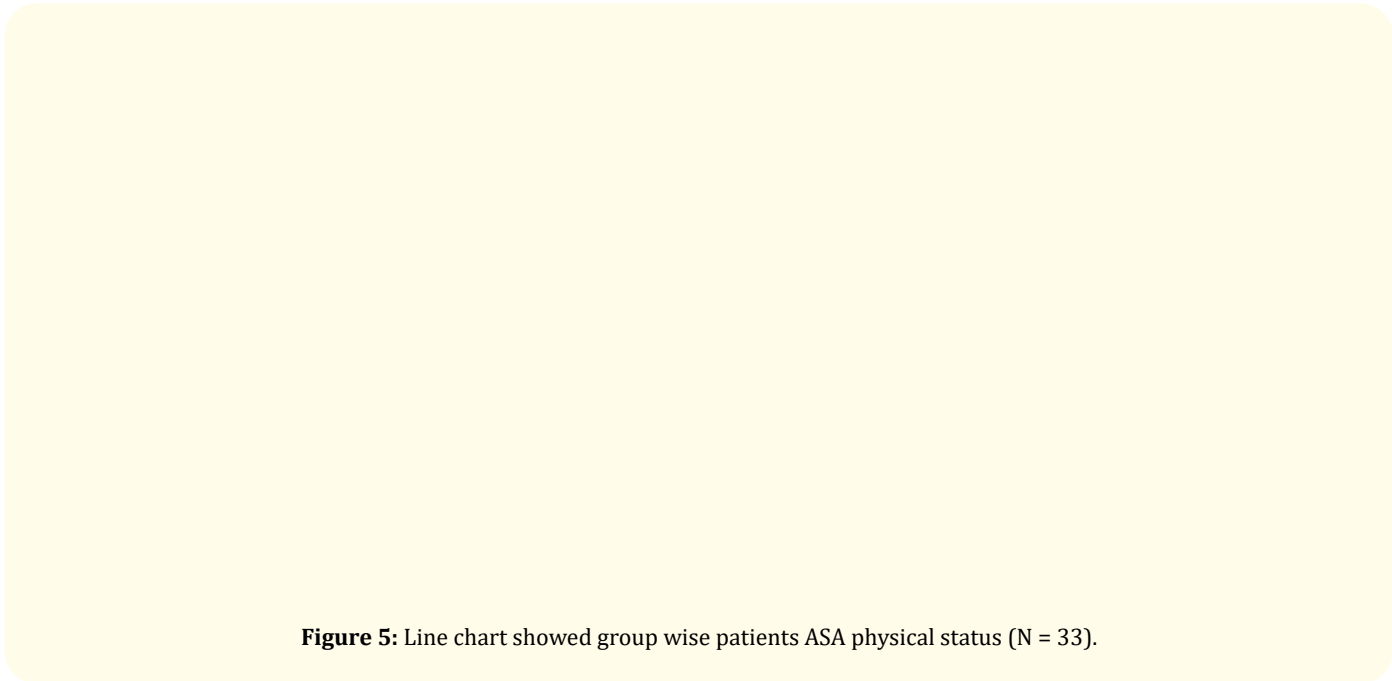 Figure 5: Line chart showed group wise patients ASA physical status (N = 33).